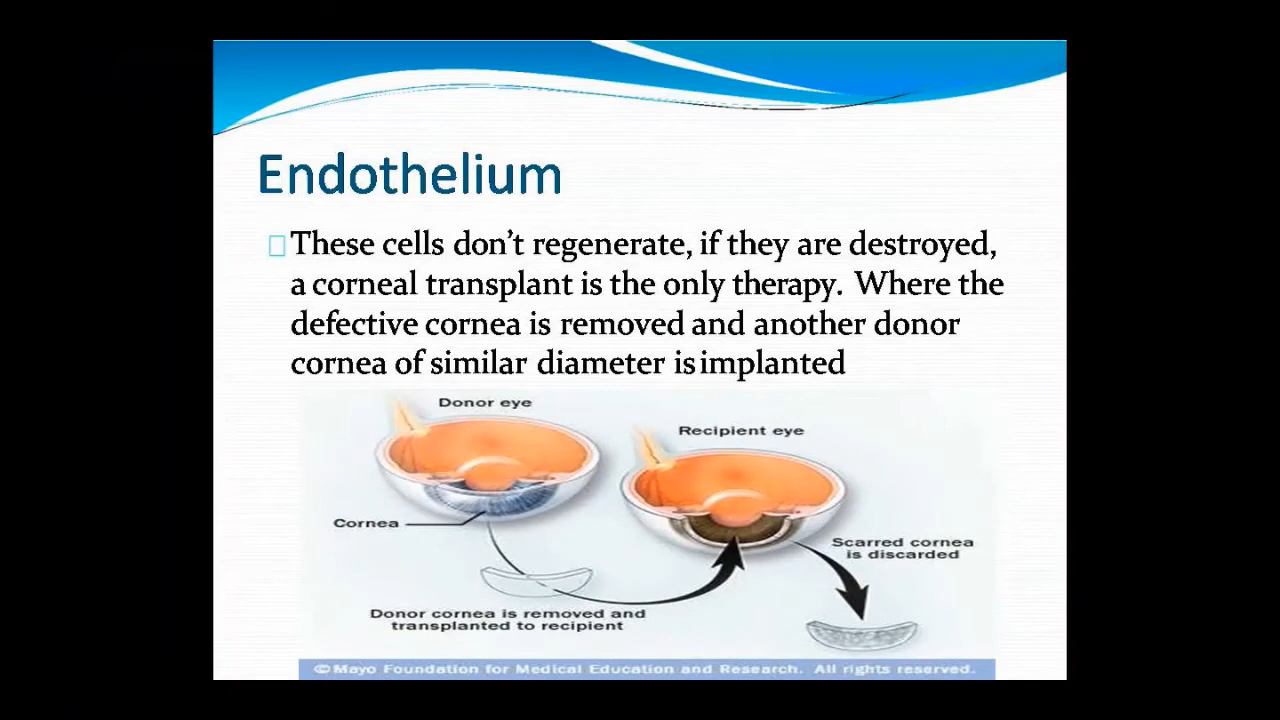 Endothelium
These cells don't regenerate, if they are destroyed,
a corneal transplant is the only therapy. Where the
defective cornea is removed and another donor
cornea of similar diameter is implanted
Donor eye
Recipient eye
Cornea
Scarred cornea
is discarded
Donor cornea is removed and
transplanted to recipient
©Mayo Foundation for Medical Education and Research. All rights reserved.